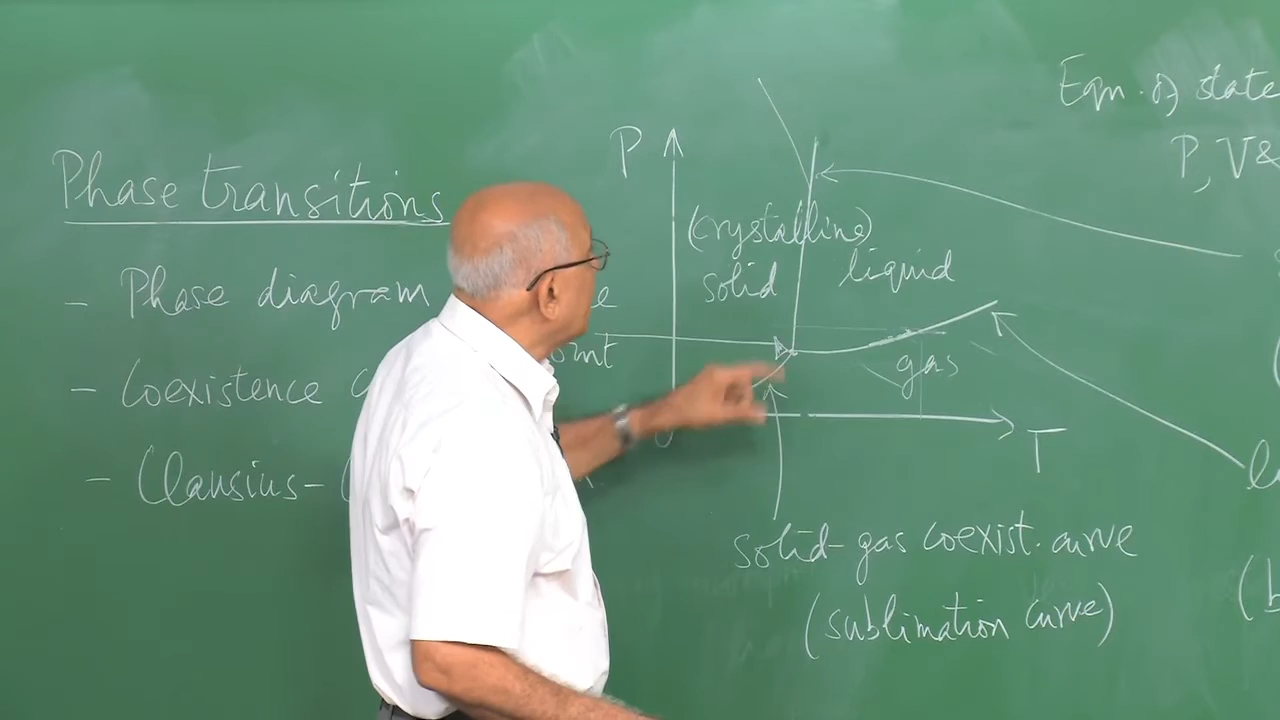 Phase transitions
- Phase diagram
- Coexistence
- Clausius-
P
(crystalline)
solid
liquid
gas
T
solid-gas coexist. curve
(sublimation curve)
Eqn. of state
P, V &